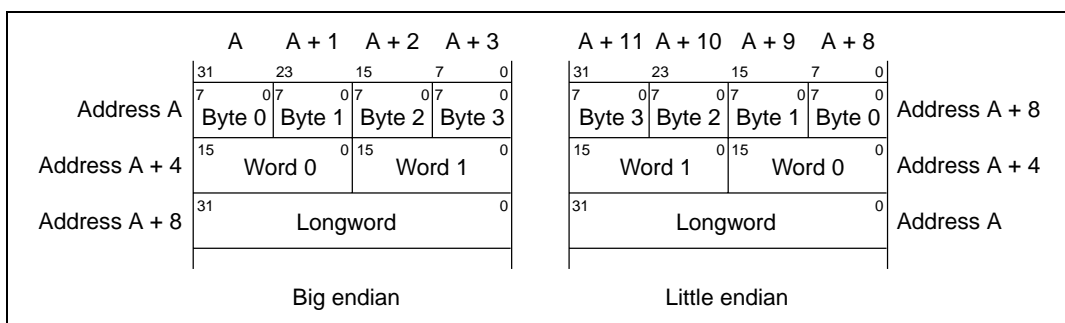 A A + 1 A + 2 A + 3 A + 11 A + 10 A + 9 A + 8
31 23 15 7 0 31 23 15 7 0
7 0 7 0 7 0 7 0 7 0 7 0 7 0 7 0
Address A Byte 0 Byte 1 Byte 2 Byte 3 Byte 3 Byte 2 Byte 1 Byte 0 Address A + 8
15 0 15 0 15 0 15 0
Address A + 4 Word 0 Word 1 Word 1 Word 0 Address A + 4
31 0 31 0
Address A + 8 Longword Longword Address A
Big endian Little endian